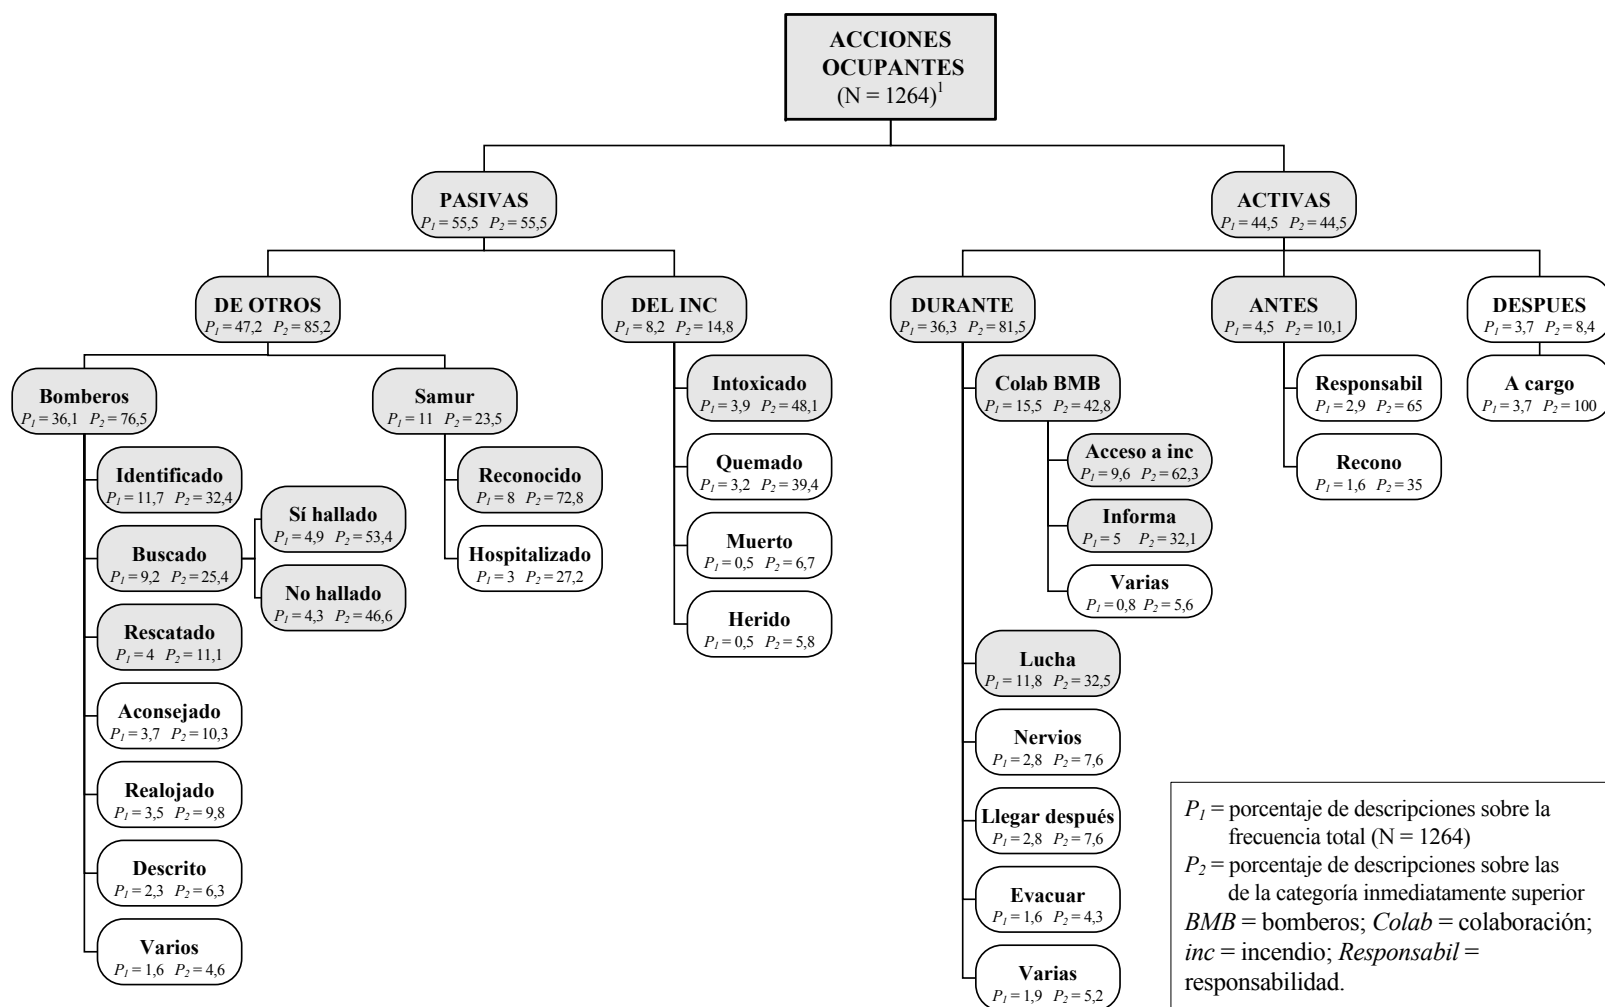 ACCIONES
OCUPANTES
(N = 1264)¹
PASIVAS
P₁ = 55,5 P₂ = 55,5
ACTIVAS
P₁ = 44,5 P₂ = 44,5
DE OTROS
P₁ = 47,2 P₂ = 85,2
DEL INC
P₁ = 8,2 P₂ = 14,8
DURANTE
P₁ = 36,3 P₂ = 81,5
ANTES
P₁ = 4,5 P₂ = 10,1
DESPUES
P₁ = 3,7 P₂ = 8,4
Bomberos
P₁ = 36,1 P₂ = 76,5
Samur
P₁ = 11 P₂ = 23,5
Identificado
P₁ = 11,7 P₂ = 32,4
Buscado
P₁ = 9,2 P₂ = 25,4
Sí hallado
P₁ = 4,9 P₂ = 53,4
No hallado
P₁ = 4,3 P₂ = 46,6
Rescatado
P₁ = 4 P₂ = 11,1
Aconsejado
P₁ = 3,7 P₂ = 10,3
Realojado
P₁ = 3,5 P₂ = 9,8
Descrito
P₁ = 2,3 P₂ = 6,3
Varios
P₁ = 1,6 P₂ = 4,6
Reconocido
P₁ = 8 P₂ = 72,8
Hospitalizado
P₁ = 3 P₂ = 27,2
Intoxicado
P₁ = 3,9 P₂ = 48,1
Quemado
P₁ = 3,2 P₂ = 39,4
Muerto
P₁ = 0,5 P₂ = 6,7
Herido
P₁ = 0,5 P₂ = 5,8
Colab BMB
P₁ = 15,5 P₂ = 42,8
Acceso a inc
P₁ = 9,6 P₂ = 62,3
Informa
P₁ = 5 P₂ = 32,1
Varias
P₁ = 0,8 P₂ = 5,6
Lucha
P₁ = 11,8 P₂ = 32,5
Nervios
P₁ = 2,8 P₂ = 7,6
Llegar después
P₁ = 2,8 P₂ = 7,6
Evacuar
P₁ = 1,6 P₂ = 4,3
Varias
P₁ = 1,9 P₂ = 5,2
Responsabil
P₁ = 2,9 P₂ = 65
Recono
P₁ = 1,6 P₂ = 35
A cargo
P₁ = 3,7 P₂ = 100
P₁ = porcentaje de descripciones sobre la
frecuencia total (N = 1264)
P₂ = porcentaje de descripciones sobre las
de la categoría inmediatamente superior
BMB = bomberos; Colab = colaboración;
inc = incendio; Responsabil =
responsabilidad.